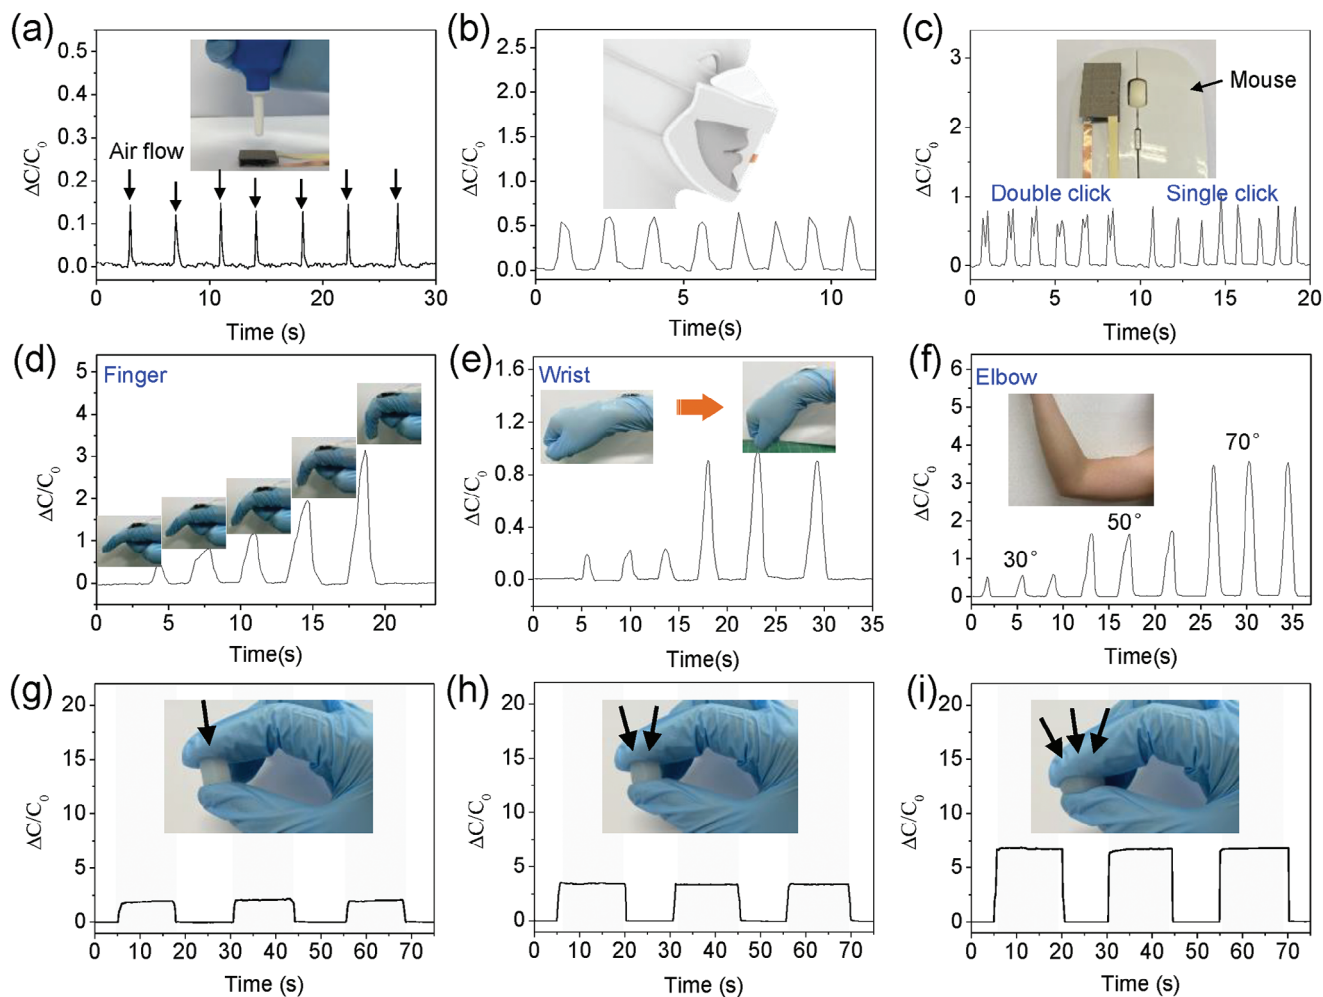 (a)
0.5
0.4
0.3
0.2
0.1
0.0
ΔC/C0
Air flow
0 10 20 30
Time (s)
(b)
2.5
2.0
1.5
1.0
0.5
0.0
ΔC/C0
0 5 10
Time(s)
(c)
3
2
1
0
ΔC/C0
Mouse
Double click
Single click
0 5 10 15 20
Time(s)
(d)
5
4
3
2
1
0
ΔC/C0
Finger
0 5 10 15 20
Time(s)
(e)
1.6
1.2
0.8
0.4
0.0
ΔC/C0
Wrist
0 5 10 15 20 25 30 35
Time(s)
(f)
6
5
4
3
2
1
0
ΔC/C0
Elbow
70°
50°
30°
0 5 10 15 20 25 30 35
Time(s)
(g)
20
15
10
5
0
ΔC/C0
0 10 20 30 40 50 60 70
Time (s)
(h)
20
15
10
5
0
ΔC/C0
0 10 20 30 40 50 60 70
Time (s)
(i)
20
15
10
5
0
ΔC/C0
0 10 20 30 40 50 60 70
Time (s)